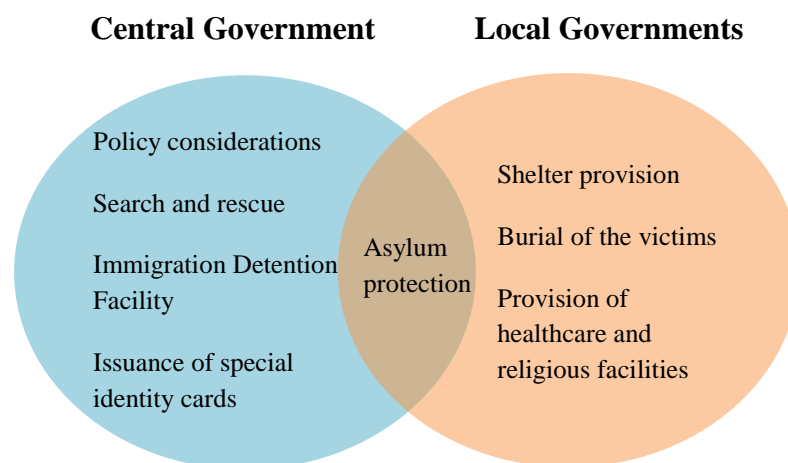 Central Government
Local Governments
Policy considerations
Search and rescue
Immigration Detention
Facility
Issuance of special
identity cards
Asylum
protection
Shelter provision
Burial of the victims
Provision of
healthcare and
religious facilities